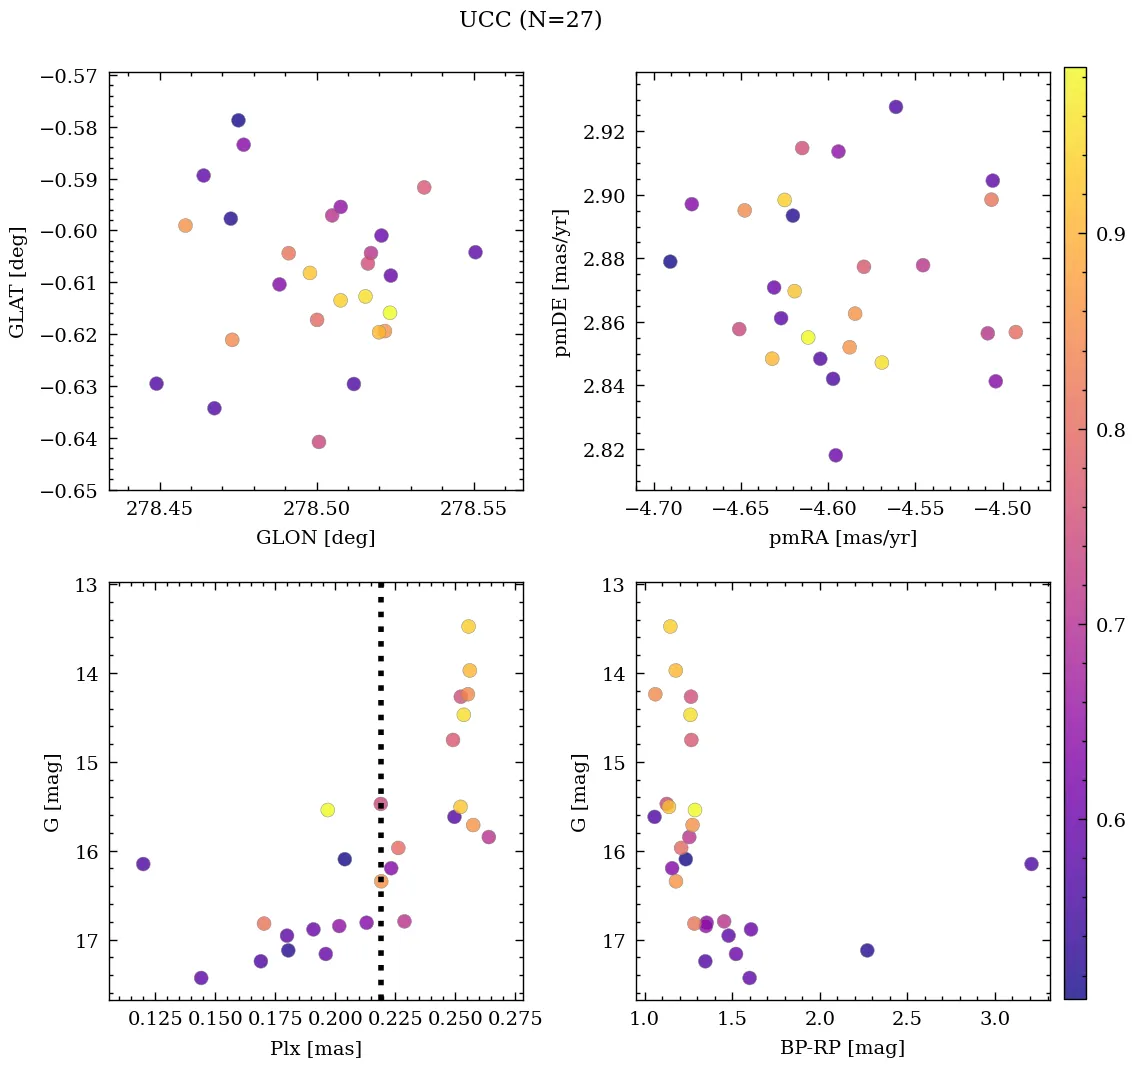 UCC (N=27)
−0.57
−0.58
−0.59
−0.60
−0.61
−0.62
−0.63
−0.64
−0.65
GLAT [deg]
278.45 278.50 278.55
GLON [deg]
2.92
2.90
2.88
2.86
2.84
2.82
pmDE [mas/yr]
−4.70 −4.65 −4.60 −4.55 −4.50
pmRA [mas/yr]
0.9
0.8
0.7
0.6
13
14
15
16
17
G [mag]
0.125 0.150 0.175 0.200 0.225 0.250 0.275
Plx [mas]
13
14
15
16
17
G [mag]
1.0 1.5 2.0 2.5 3.0
BP-RP [mag]